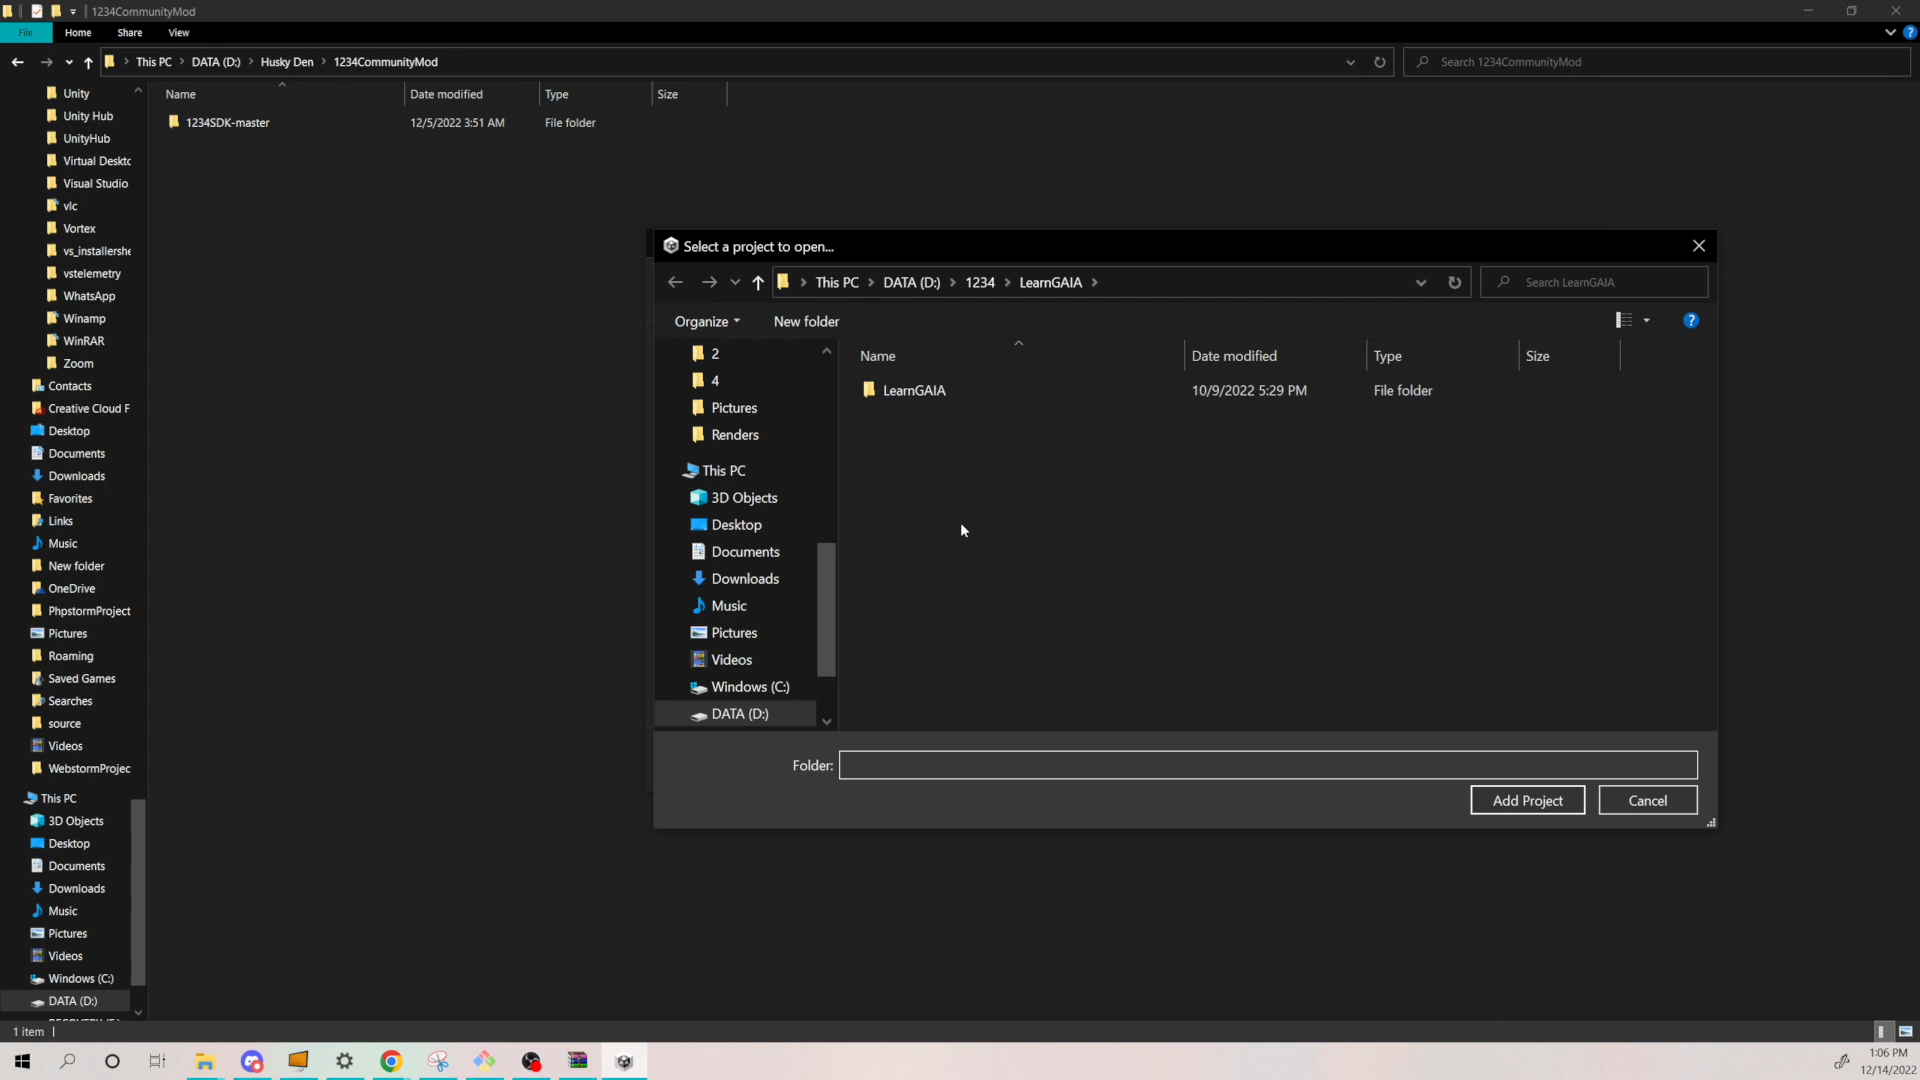 1234CommunityMod
File
Home
Share
View
This PC
DATA (D:)
Husky Den
1234CommunityMod
Search 1234CommunityMod
Unity
Unity Hub
UnityHub
Virtual Deskto
Visual Studio
vlc
Vortex
vs_installershe
vstelemetry
WhatsApp
Winamp
WinRAR
Zoom
Contacts
Creative Cloud F
Desktop
Documents
Downloads
Favorites
Links
Music
New folder
OneDrive
PhpstormProject
Pictures
Roaming
Saved Games
Searches
source
Videos
WebstormProjec
This PC
3D Objects
Desktop
Documents
Downloads
Music
Pictures
Videos
Windows (C:)
DATA (D:)
Name
Date modified
Type
Size
1234SDK-master
12/5/2022 3:51 AM
File folder
Select a project to open...
This PC
DATA (D:)
1234
LearnGAIA
Search LearnGAIA
Organize
New folder
2
4
Pictures
Renders
This PC
3D Objects
Desktop
Documents
Downloads
Music
Pictures
Videos
Windows (C:)
DATA (D:)
Name
Date modified
Type
Size
LearnGAIA
10/9/2022 5:29 PM
File folder
Folder:
Add Project
Cancel
1 item
1:06 PM
12/14/2022